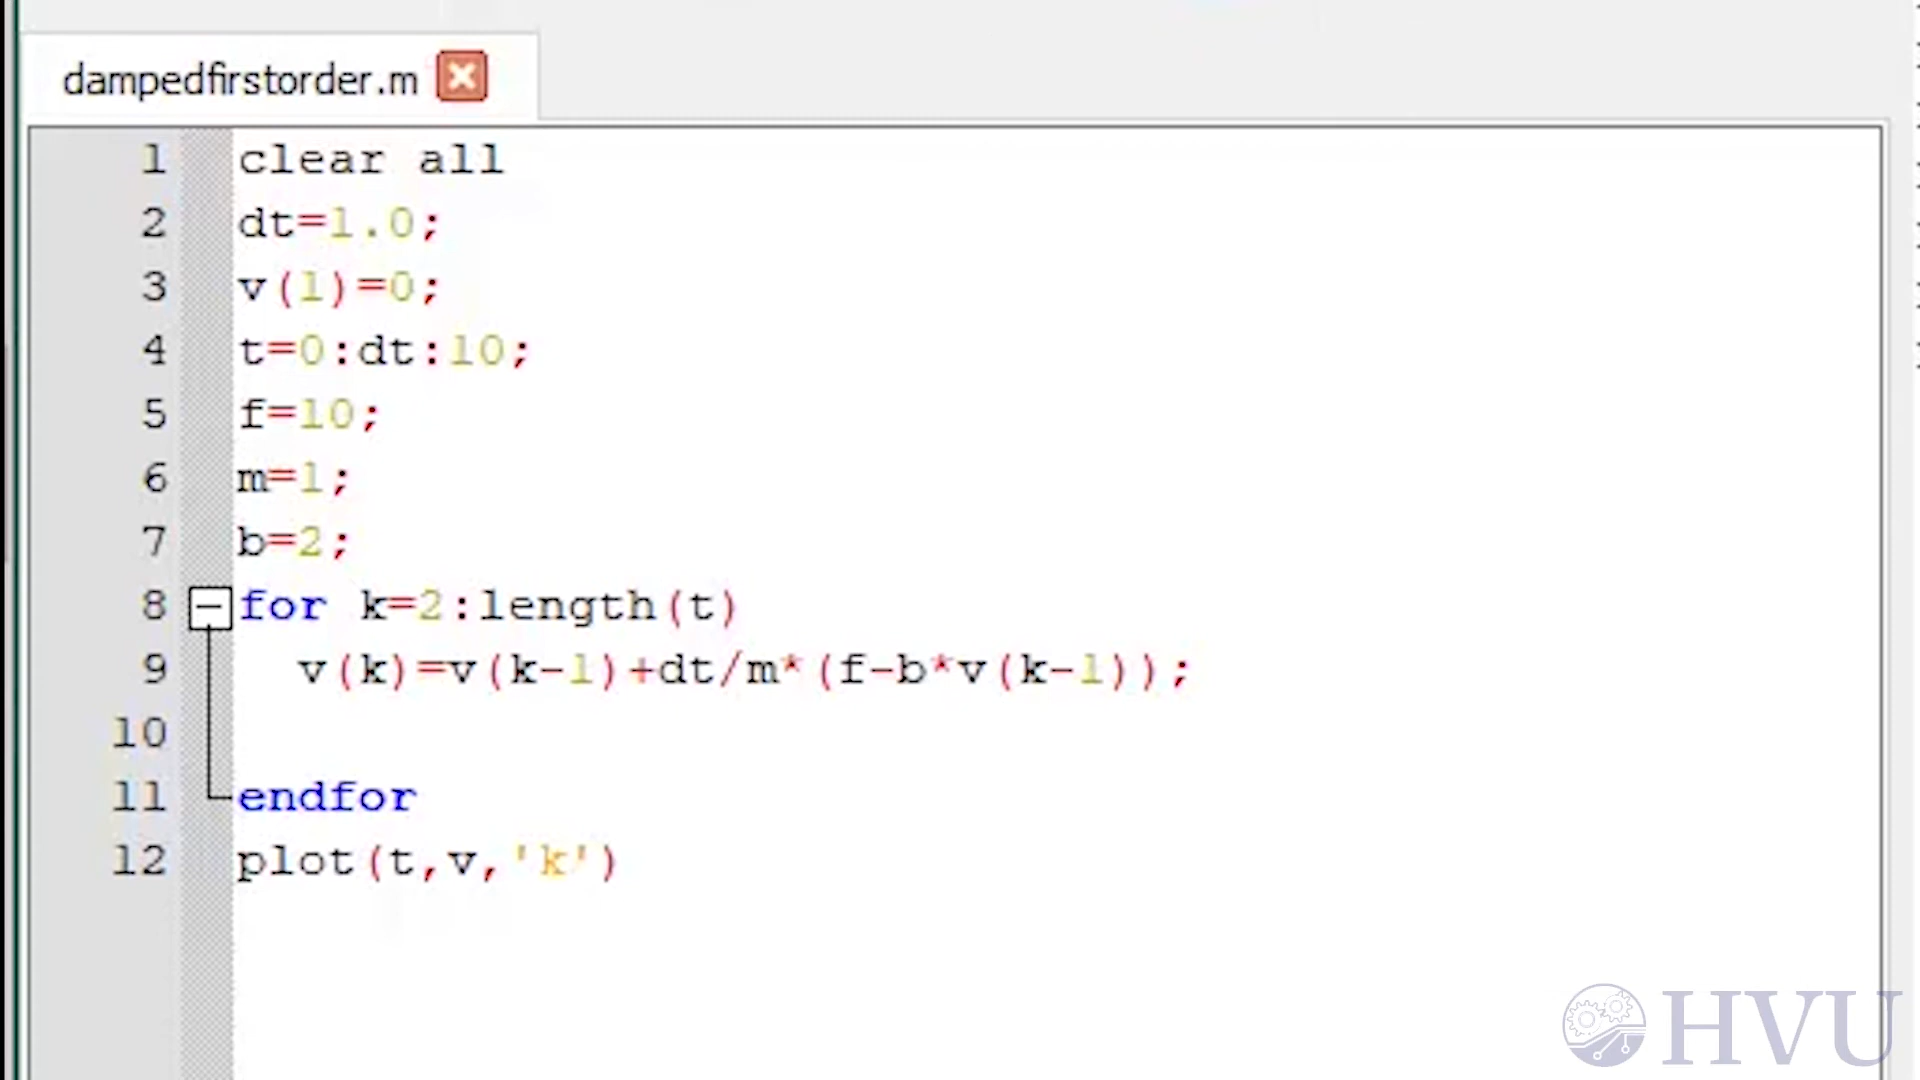 dampedfirstorder.m
1 clear all
2 dt=1.0;
3 v(1)=0;
4 t=0:dt:10;
5 f=10;
6 m=1;
7 b=2;
8 for k=2:length(t)
9 v(k)=v(k-1)+dt/m*(f-b*v(k-1));
10
11 endfor
12 plot(t,v,'k')
HVU